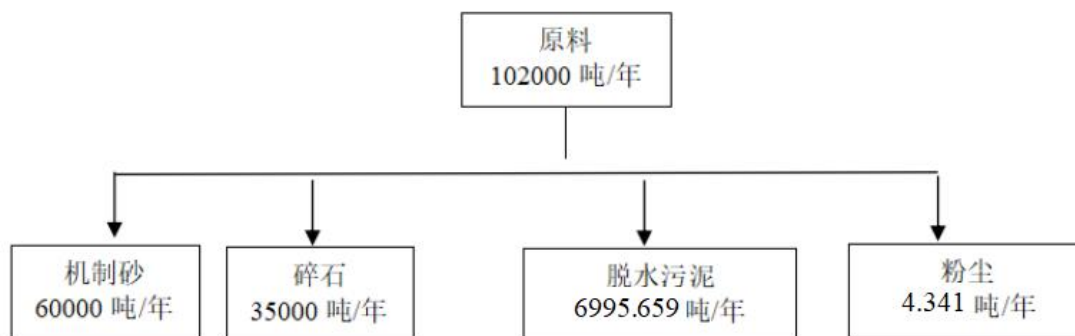 原料
102000 吨/年
机制砂
60000 吨/年
碎石
35000 吨/年
脱水污泥
6995.659 吨/年
粉尘
4.341 吨/年